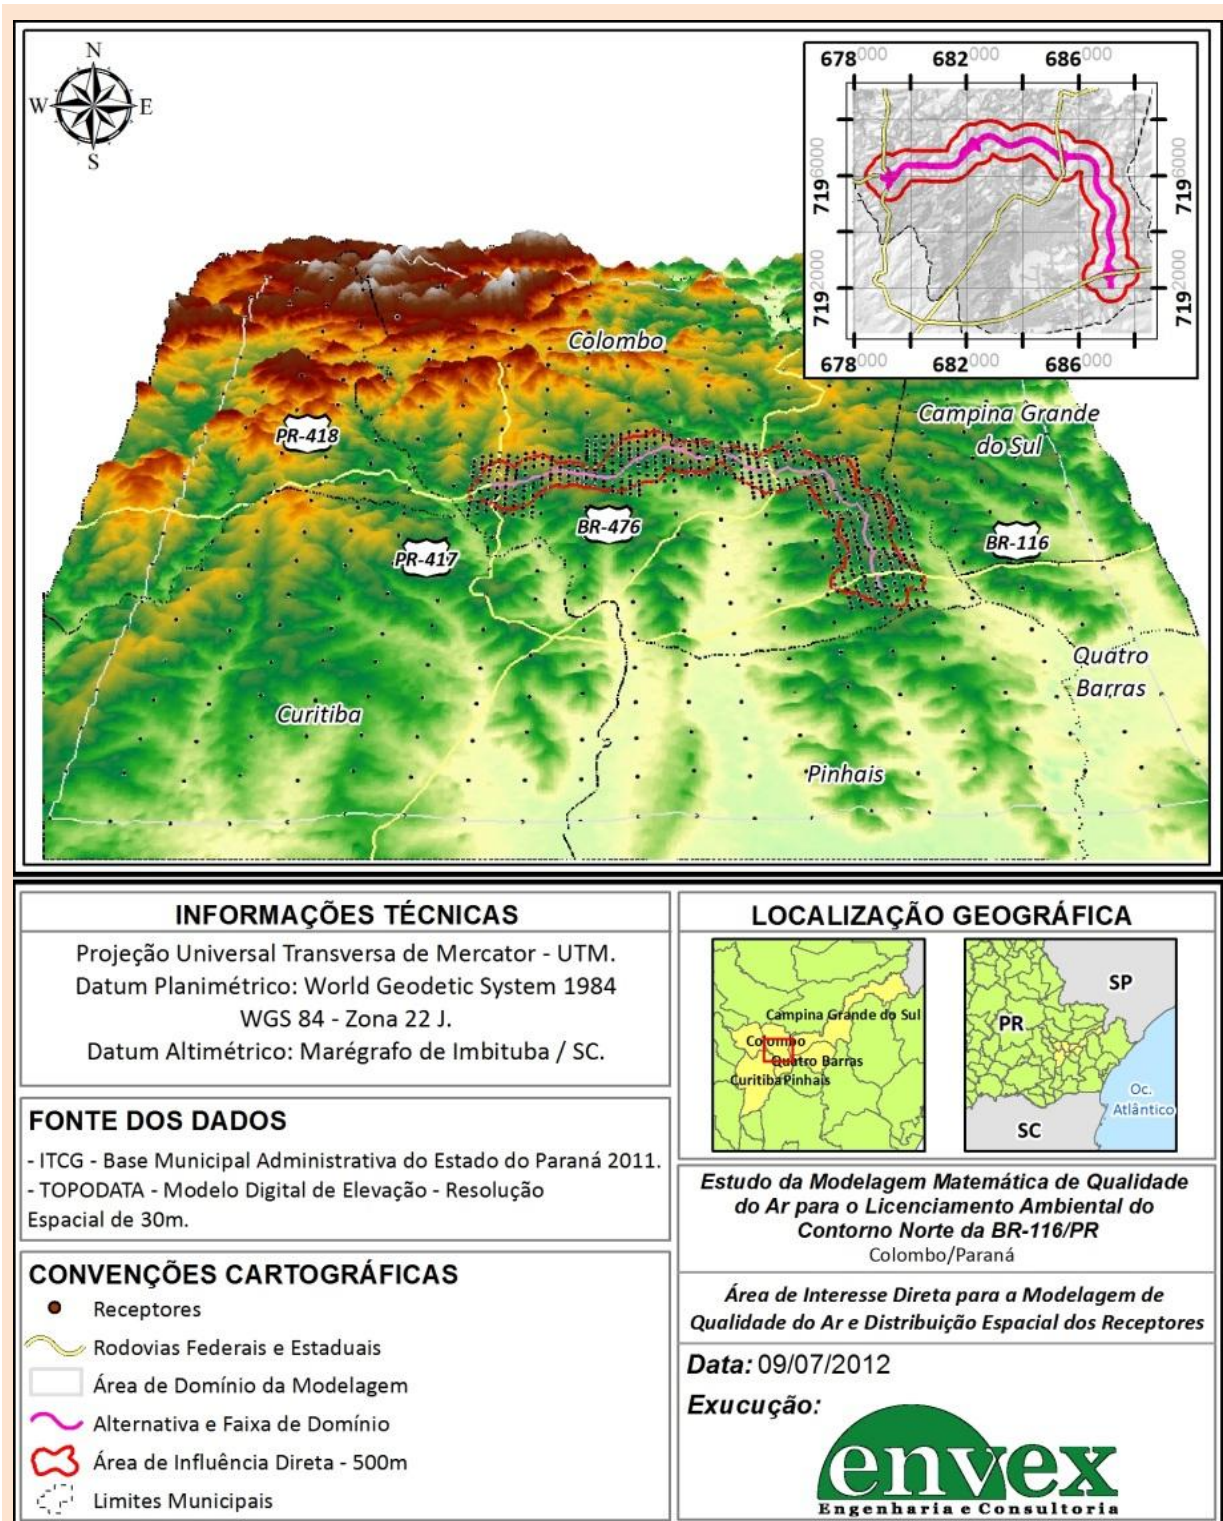 N
W E
S
678000 682000 686000
7196000 7196000
7192000 7192000
678000 682000 686000
Colombo
Campina Grande
do Sul
PR-418
BR-476
BR-116
PR-417
Quatro
Barras
Curitiba
Pinhais
INFORMAÇÕES TÉCNICAS
Projeção Universal Transversa de Mercator - UTM.
Datum Planimétrico: World Geodetic System 1984
WGS 84 - Zona 22 J.
Datum Altimétrico: Marégrafo de Imbituba / SC.
FONTE DOS DADOS
- ITCG - Base Municipal Administrativa do Estado do Paraná 2011.
- TOPODATA - Modelo Digital de Elevação - Resolução
Espacial de 30m.
CONVENÇÕES CARTOGRÁFICAS
Receptores
Rodovias Federais e Estaduais
Área de Domínio da Modelagem
Alternativa e Faixa de Domínio
Área de Influência Direta - 500m
Limites Municipais
LOCALIZAÇÃO GEOGRÁFICA
Campina Grande do Sul
Colombo
Quatro Barras
Curitiba Pinhais
SP
PR
Oc.
Atlântico
SC
Estudo da Modelagem Matemática de Qualidade
do Ar para o Licenciamento Ambiental do
Contorno Norte da BR-116/PR
Colombo/Paraná
Área de Interesse Direta para a Modelagem de
Qualidade do Ar e Distribuição Espacial dos Receptores
Data: 09/07/2012
Exucução:
envex
Engenharia e Consultoria